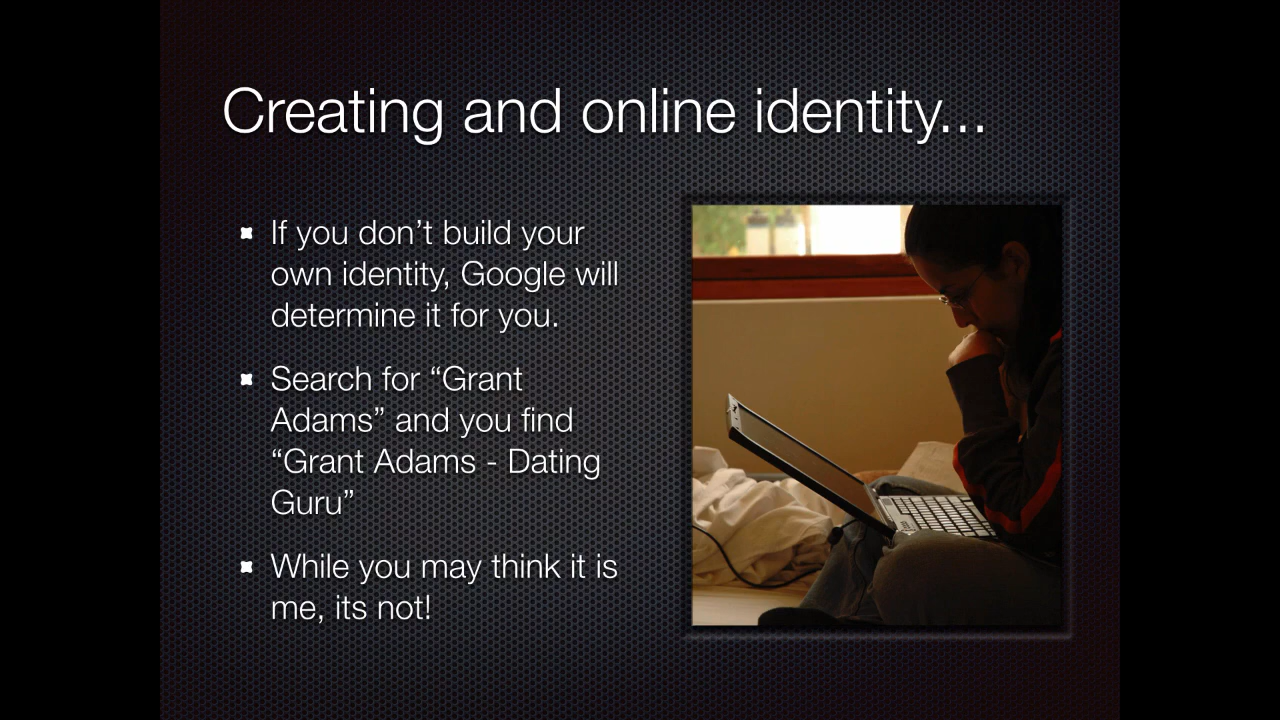 Creating and online identity...
If you don’t build your
own identity, Google will
determine it for you.
Search for “Grant
Adams” and you find
“Grant Adams - Dating
Guru”
While you may think it is
me, its not!